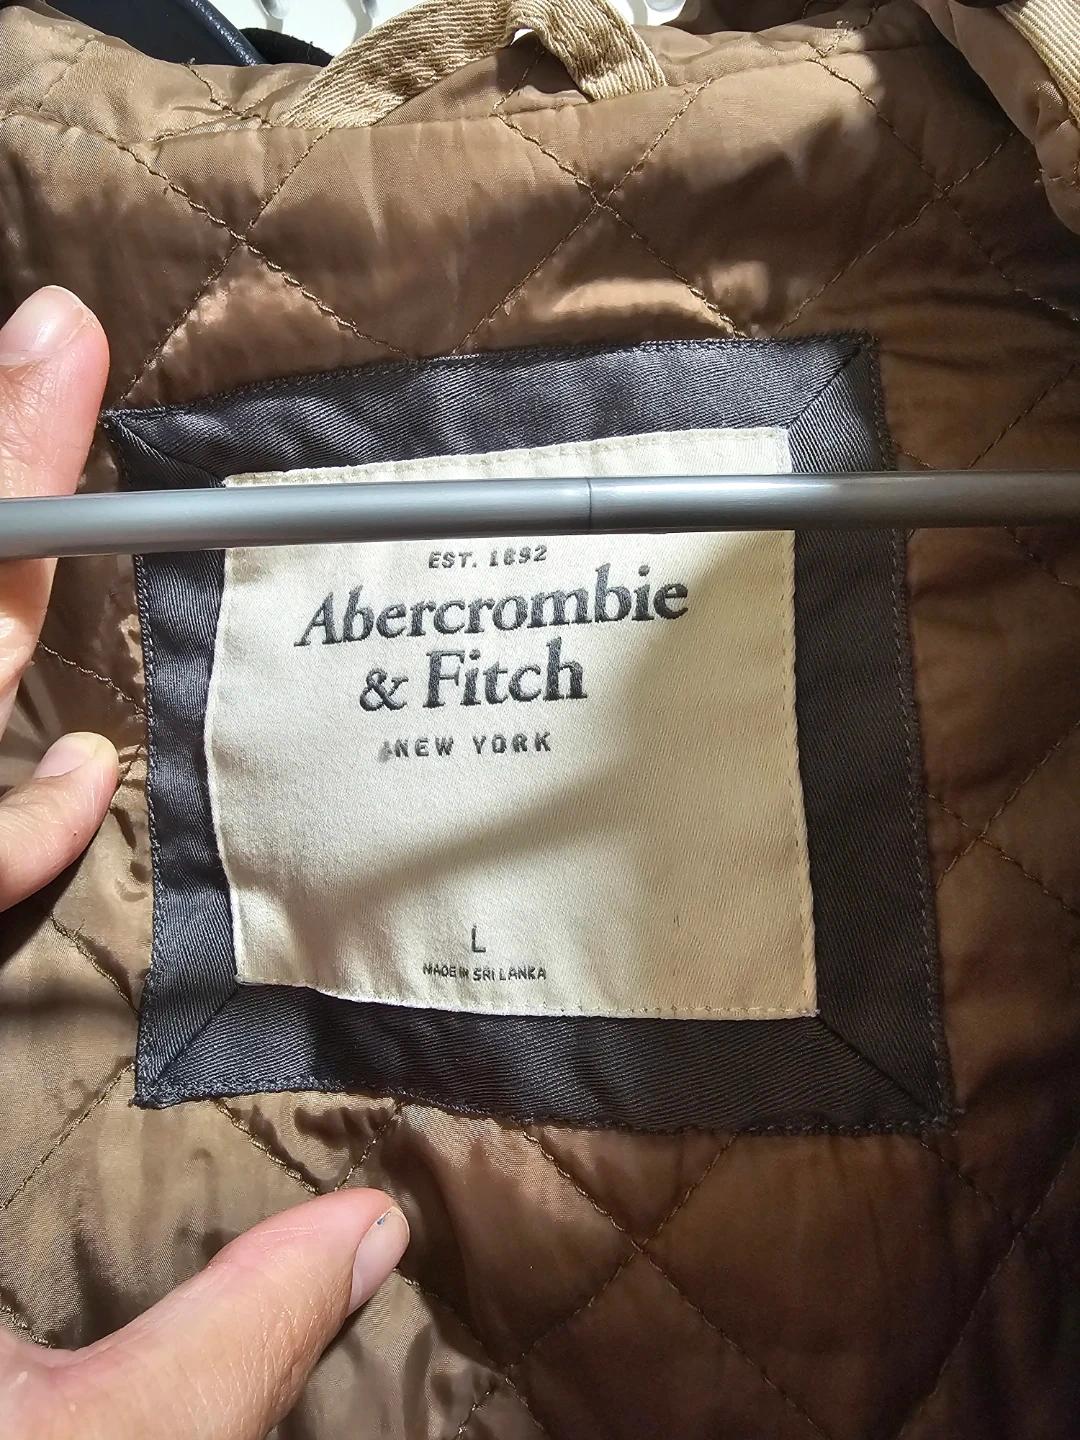 EST. 1892
Abercrombie
& Fitch
NEW YORK
L
MADE IN SRI LANKA